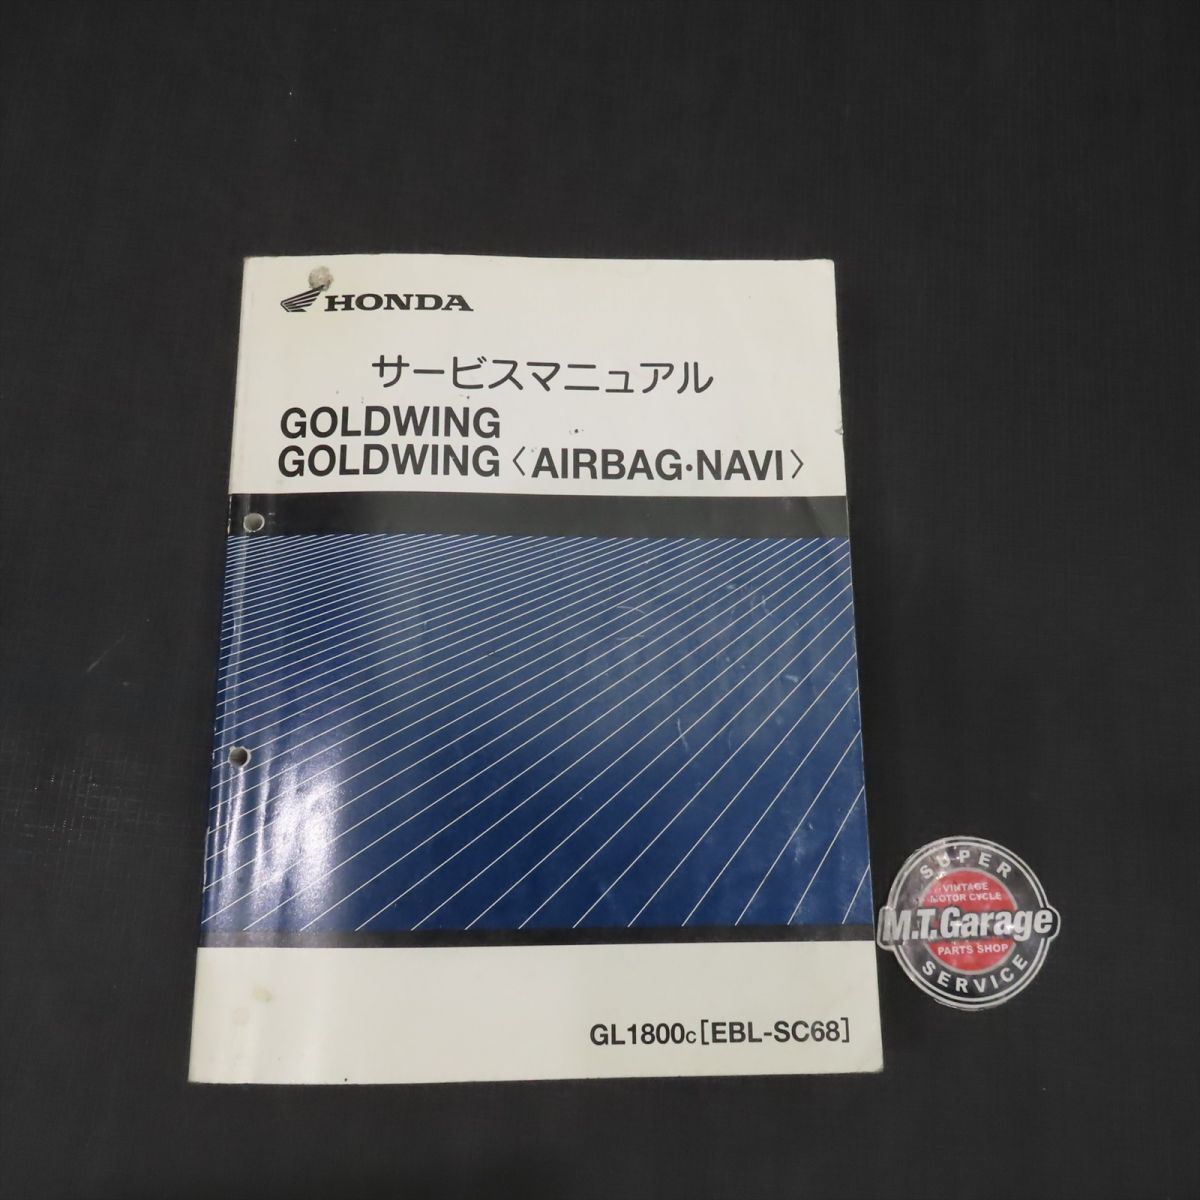 HONDA
サービスマニュアル
GOLDWING
GOLDWING〈AIRBAG・NAVI〉
GL1800c[EBL-SC68]
SUPER
VINTAGE
MOTOR CYCLE
M.T.Garage
PARTS SHOP
SERVICE